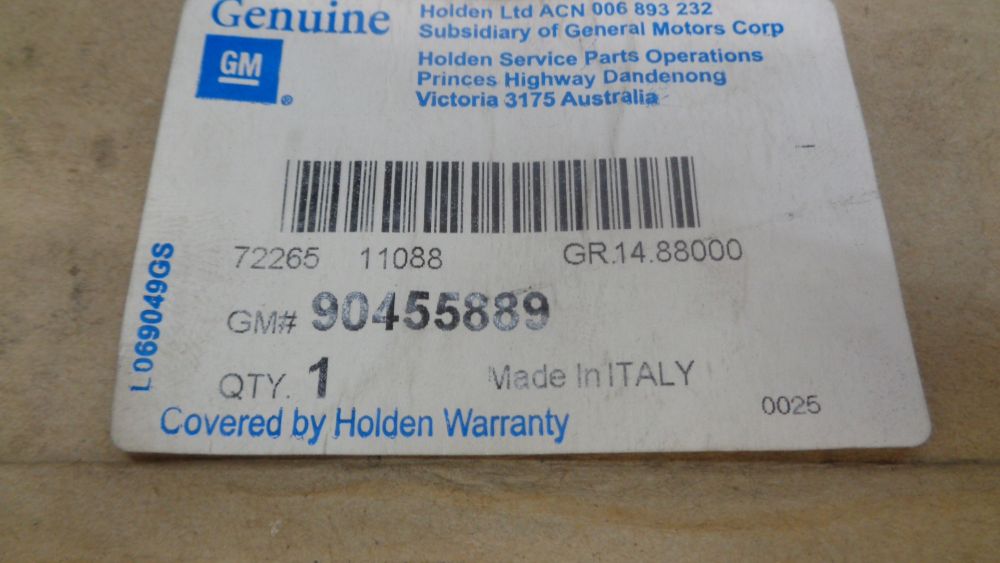 Genuine
GM
®
Holden Ltd ACN 006 893 232
Subsidiary of General Motors Corp
Holden Service Parts Operations
Princes Highway Dandenong
Victoria 3175 Australia
72265 11088 GR.14.88000
GM# 90455889
QTY. 1 Made In ITALY
0025
Covered by Holden Warranty
L069049GS